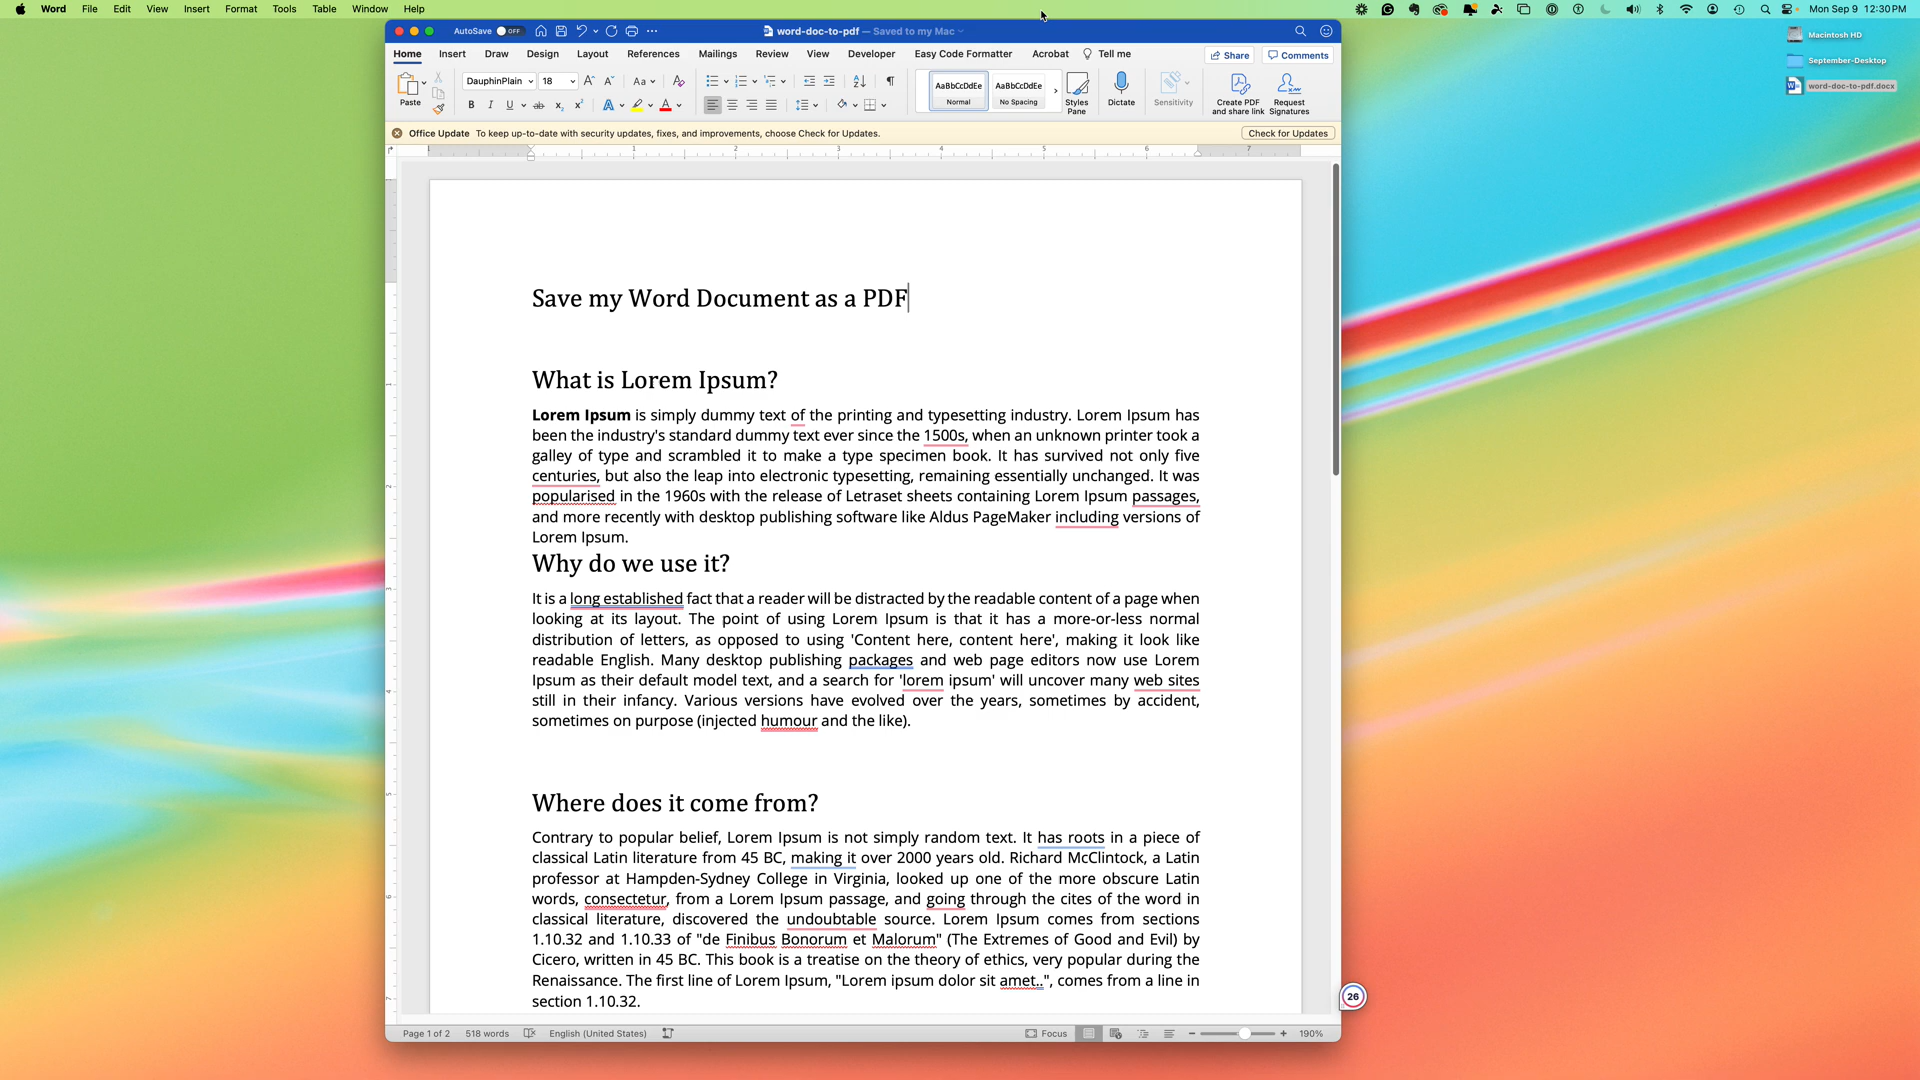 Word File Edit View Insert Format Tools Table Window Help
Mon Sep 9 12:30 PM
AutoSave OFF
word-doc-to-pdf — Saved to my Mac
Home Insert Draw Design Layout References Mailings Review View Developer Easy Code Formatter Acrobat Tell me
Share Comments
Paste
DauphinPlain 18
AaBbCcDdEe
Normal
AaBbCcDdEe
No Spacing
Styles
Pane
Dictate
Sensitivity
Create PDF
and share link
Request
Signatures
Office Update To keep up-to-date with security updates, fixes, and improvements, choose Check for Updates.
Check for Updates
Macintosh HD
September-Desktop
word-doc-to-pdf.docx
Save my Word Document as a PDF
What is Lorem Ipsum?
Lorem Ipsum is simply dummy text of the printing and typesetting industry. Lorem Ipsum has
been the industry's standard dummy text ever since the 1500s, when an unknown printer took a
galley of type and scrambled it to make a type specimen book. It has survived not only five
centuries, but also the leap into electronic typesetting, remaining essentially unchanged. It was
popularised in the 1960s with the release of Letraset sheets containing Lorem Ipsum passages,
and more recently with desktop publishing software like Aldus PageMaker including versions of
Lorem Ipsum.
Why do we use it?
It is a long established fact that a reader will be distracted by the readable content of a page when
looking at its layout. The point of using Lorem Ipsum is that it has a more-or-less normal
distribution of letters, as opposed to using 'Content here, content here', making it look like
readable English. Many desktop publishing packages and web page editors now use Lorem
Ipsum as their default model text, and a search for 'lorem ipsum' will uncover many web sites
still in their infancy. Various versions have evolved over the years, sometimes by accident,
sometimes on purpose (injected humour and the like).
Where does it come from?
Contrary to popular belief, Lorem Ipsum is not simply random text. It has roots in a piece of
classical Latin literature from 45 BC, making it over 2000 years old. Richard McClintock, a Latin
professor at Hampden-Sydney College in Virginia, looked up one of the more obscure Latin
words, consectetur, from a Lorem Ipsum passage, and going through the cites of the word in
classical literature, discovered the undoubtable source. Lorem Ipsum comes from sections
1.10.32 and 1.10.33 of "de Finibus Bonorum et Malorum" (The Extremes of Good and Evil) by
Cicero, written in 45 BC. This book is a treatise on the theory of ethics, very popular during the
Renaissance. The first line of Lorem Ipsum, "Lorem ipsum dolor sit amet..", comes from a line in
section 1.10.32.
26
Page 1 of 2 518 words English (United States) Focus 190%